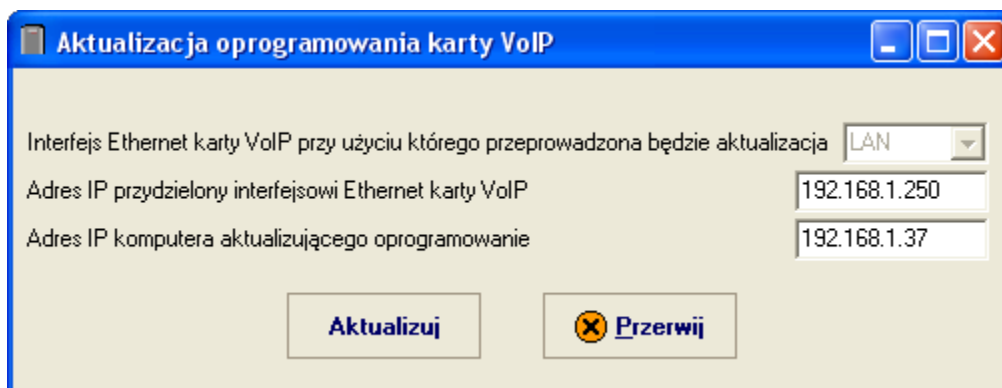 Aktualizacja oprogramowania karty VoIP
Interfejs Ethernet karty VoIP przy użyciu którego przeprowadzona będzie aktualizacja LAN
Adres IP przydzielony interfejsowi Ethernet karty VoIP 192.168.1.250
Adres IP komputera aktualizującego oprogramowanie 192.168.1.37
Aktualizuj Przerwij